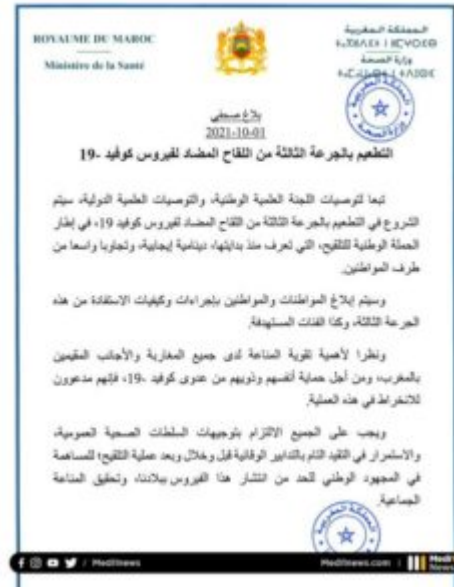 ROYAUME DU MAROC
Ministère de la Santé
المملكة المغربية
ⵜⴰⴳⵍⴷⵉⵜ ⵏ ⵍⵎⵖⵔⵉⴱ
وزارة الصحة
بلاغ صحفي
2021-10-01
التطعيم بالجرعة الثالثة من اللقاح المضاد لفيروس كوفيد -19
تبعا لتوصيات اللجنة العلمية الوطنية، والتوصيات العلمية الدولية، سيتم
الشروع في التطعيم بالجرعة الثالثة من اللقاح المضاد لفيروس كوفيد 19، في إطار
الحملة الوطنية للتلقيح، التي تعرف منذ بدايتها، دينامية إيجابية، وتجاوبا واسعا من
طرف المواطنين.
وسيتم إبلاغ المواطنات والمواطنين بإجراءات وكيفيات الاستفادة من هذه
الجرعة الثالثة، وكذا الفئات المستهدفة.
ونظرا لأهمية تقوية المناعة لدى جميع المغاربة والأجانب المقيمين
بالمغرب، ومن أجل حماية أنفسهم وذويهم من عدوى كوفيد -19، فإنهم مدعوون
للانخراط في هذه العملية.
ويجب على الجميع الالتزام بتوجيهات السلطات الصحية العمومية،
والاستمرار في التقيد التام بالتدابير الوقائية قبل وخلال وبعد عملية التلقيح؛ للمساهمة
في المجهود الوطني للحد من انتشار هذا الفيروس ببلادنا، وتحقيق المناعة
الجماعية.
/ Medi1news
Medi1news.com
Medi1
News